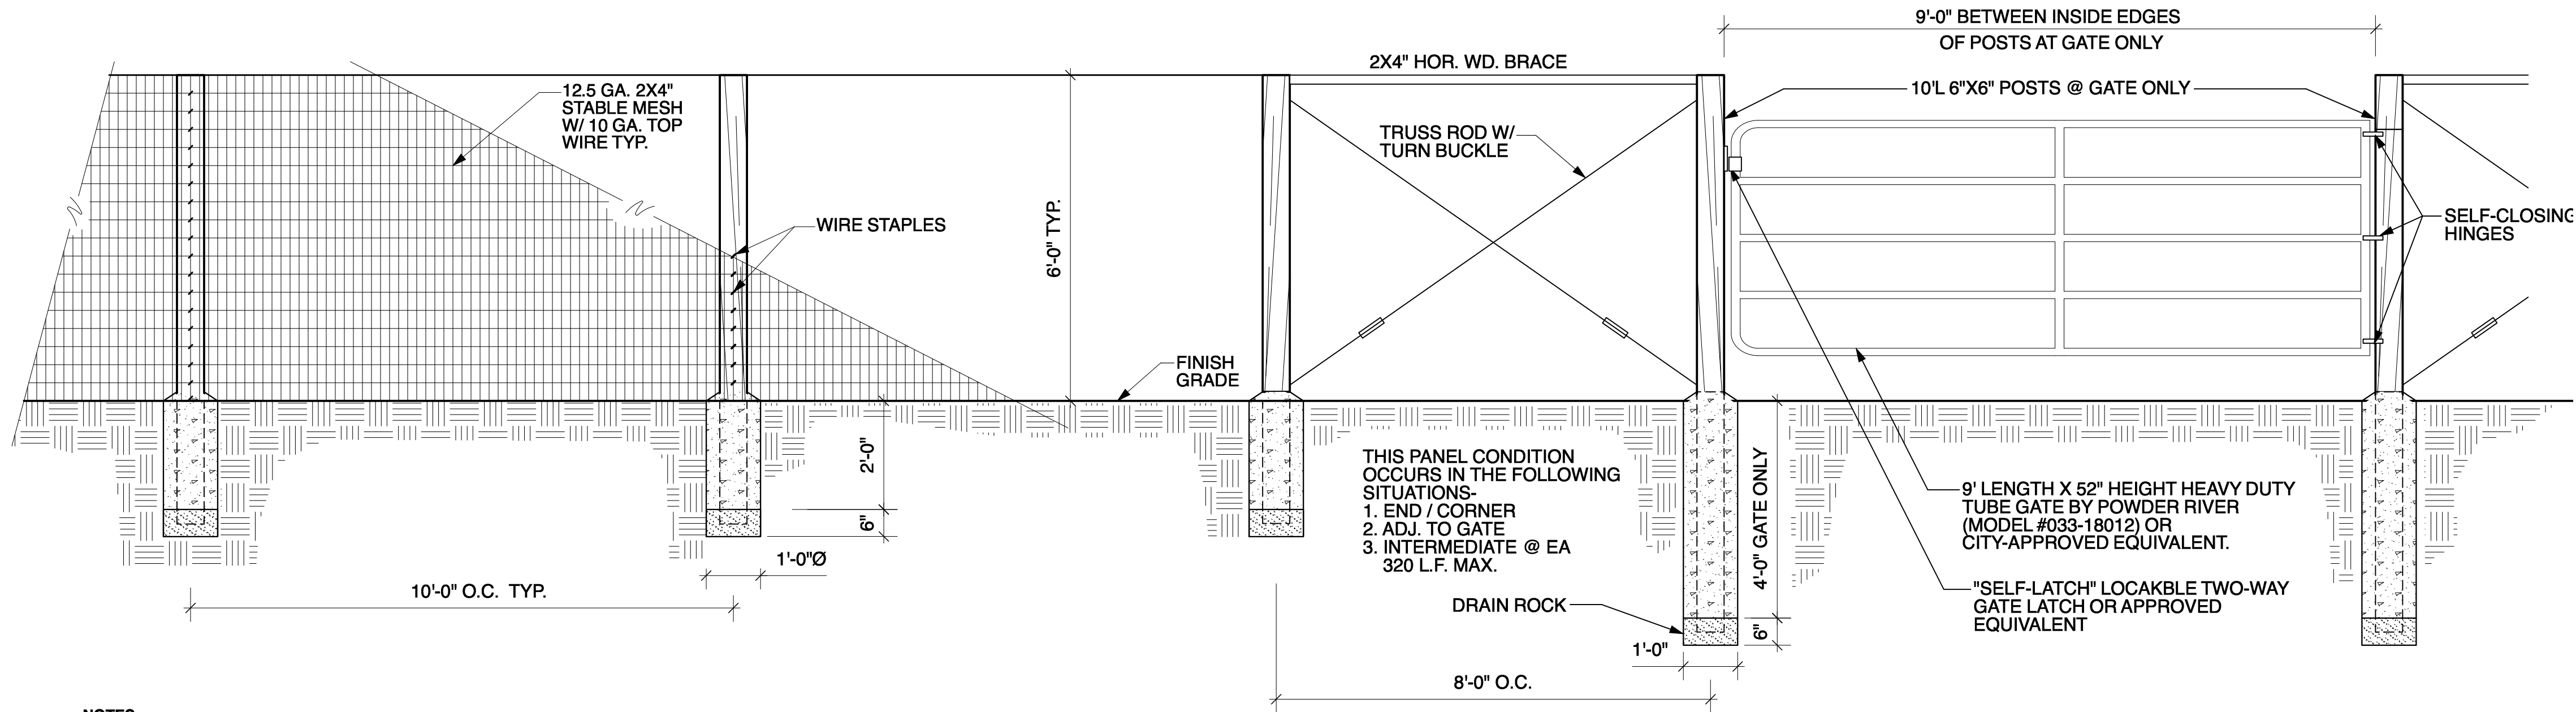 9'-0" BETWEEN INSIDE EDGES
OF POSTS AT GATE ONLY
2X4" HOR. WD. BRACE
12.5 GA. 2X4"
STABLE MESH
W/ 10 GA. TOP
WIRE TYP.
10'L 6"X6" POSTS @ GATE ONLY
TRUSS ROD W/
TURN BUCKLE
WIRE STAPLES
6'-0" TYP.
SELF-CLOSING
HINGES
FINISH
GRADE
2'-0"
6"
1'-0"Ø
10'-0" O.C. TYP.
THIS PANEL CONDITION
OCCURS IN THE FOLLOWING
SITUATIONS-
1. END / CORNER
2. ADJ. TO GATE
3. INTERMEDIATE @ EA
320 L.F. MAX.
DRAIN ROCK
4'-0" GATE ONLY
6"
1'-0"
8'-0" O.C.
9' LENGTH X 52" HEIGHT HEAVY DUTY
TUBE GATE BY POWDER RIVER
(MODEL #033-18012) OR
CITY-APPROVED EQUIVALENT.
"SELF-LATCH" LOCAKBLE TWO-WAY
GATE LATCH OR APPROVED
EQUIVALENT
NOTES